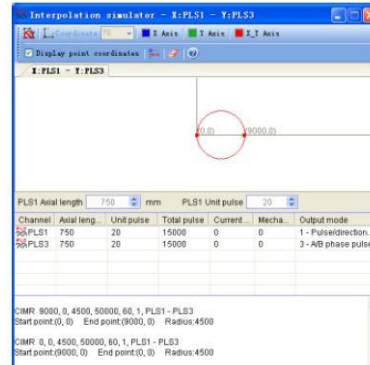 Interpolation simulator - X:PLS1 - Y:PLS3
Coordinate X Axis Y Axis X_Y Axis
Display point coordinates
X:PLS1 - Y:PLS3
(0,0) (9000,0)
PLS1 Axial length 750 mm PLS1 Unit pulse 20
Channel Axial leng... Unit pulse Total pulse Current... Mecha... Output mode
PLS1 750 20 15000 0 0 1 - Pulse/direction.
PLS3 750 20 15000 0 0 3 - A/B phase pulse
CIMR 9000, 0, 4500, 50000, 60, 1, PLS1 - PLS3
Start point:(0, 0) End point:(9000, 0) Radius:4500
CIMR 0, 0, 4500, 50000, 60, 1, PLS1 - PLS3
Start point:(9000, 0) End point:(0, 0) Radius:4500